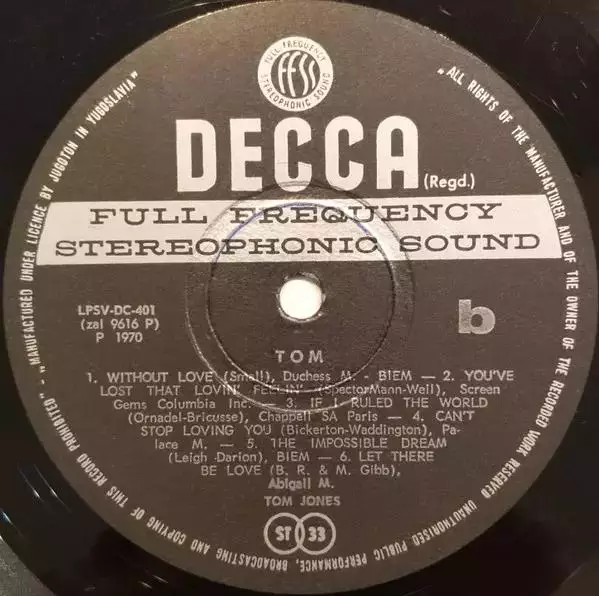 FULL FREQUENCY
FFSS
STEREOPHONIC SOUND
DECCA (Regd.)
FULL FREQUENCY
STEREOPHONIC SOUND
LPSV-DC-401
(zal 9616 P)
P 1970
b
TOM
1. WITHOUT LOVE (Small), Duchess M. - BIEM — 2. YOU'VE
LOST THAT LOVIN' FEELIN' (SpectorMann-Weil), Screen
Gems Columbia Inc. — 3. IF I RULED THE WORLD
(Ornadel-Bricusse), Chappall SA Paris — 4. CAN'T
STOP LOVING YOU (Bickerton-Waddington), Pa-
lace M. — 5. THE IMPOSSIBLE DREAM
(Leigh -Darion), BIEM — 6. LET THERE
BE LOVE (B. R. & M. Gibb),
Abigail M.
TOM JONES
ST 33
"MANUFACTURED UNDER LICENCE BY JUGOTON IN YUGOSLAVIA"
"ALL RIGHTS OF THE MANUFACTURER AND OF THE OWNER OF THE RECORDED WORK RESERVED UNAUTHORISED PUBLIC PERFORMANCE, BROADCASTING AND COPYING OF THIS RECORD PROHIBITED" -